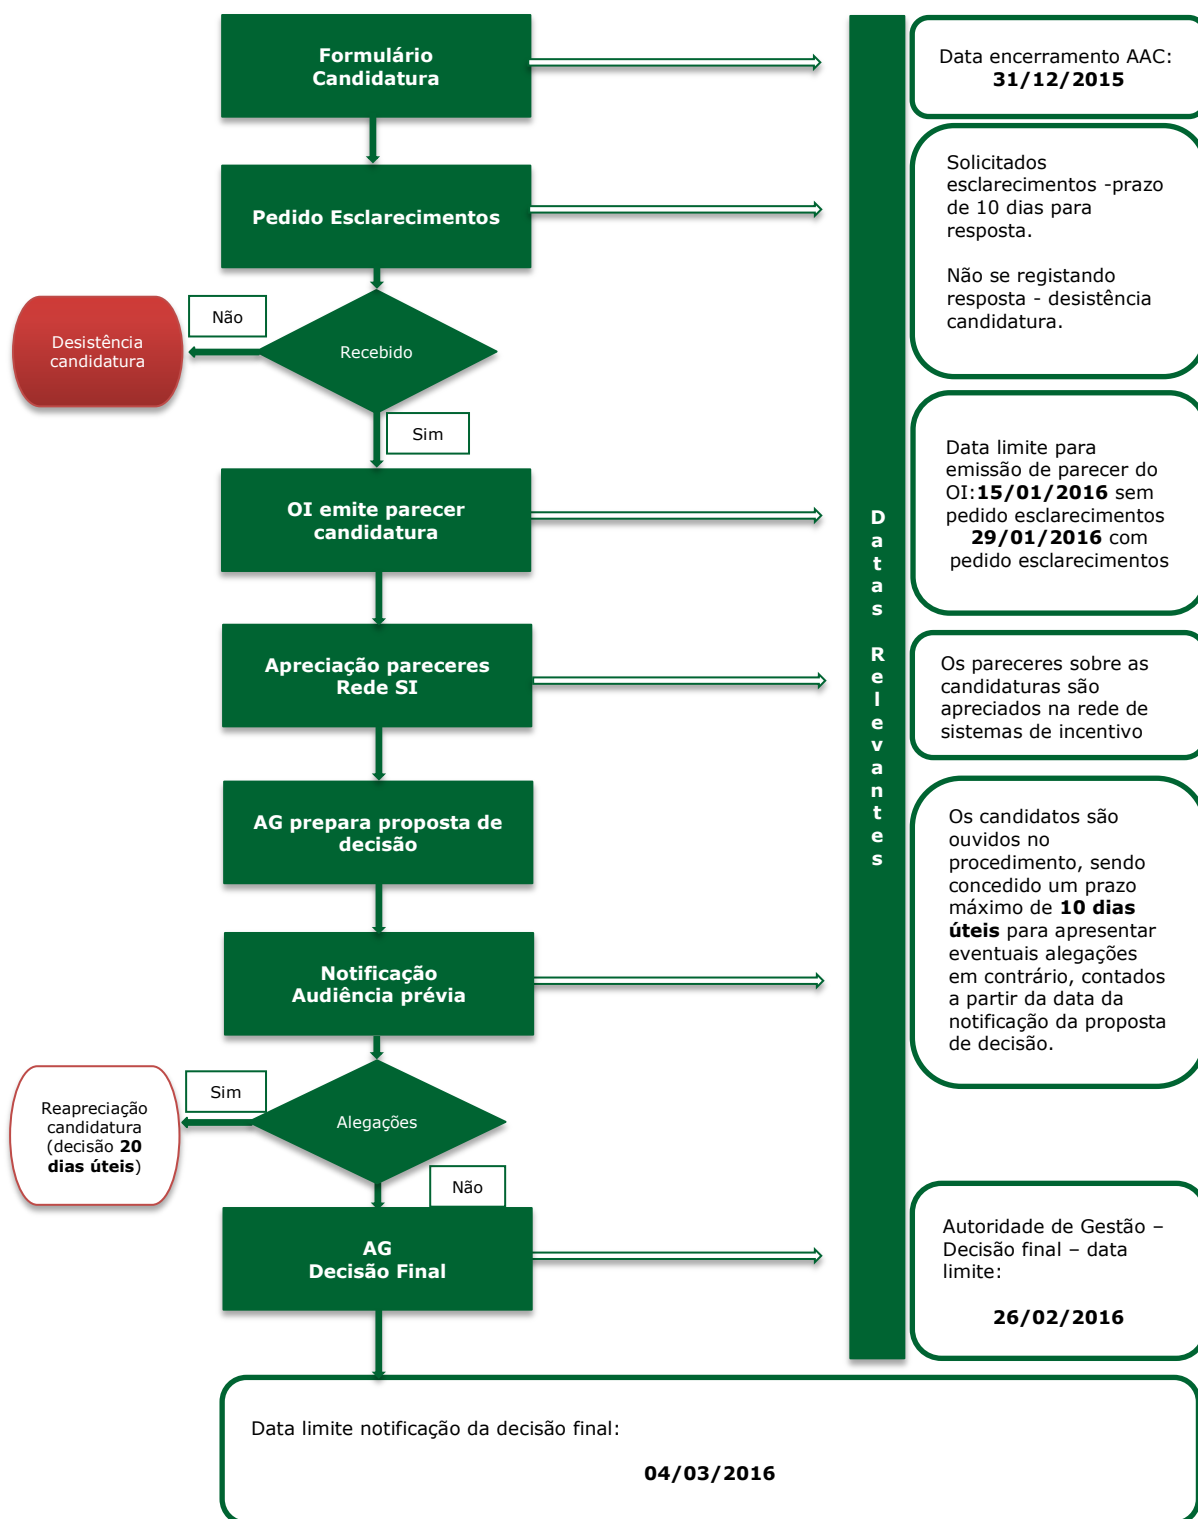 Formulário
Candidatura
Data encerramento AAC:
31/12/2015
Pedido Esclarecimentos
Solicitados
esclarecimentos -prazo
de 10 dias para
resposta.
Não se registando
resposta - desistência
candidatura.
Não
Desistência
candidatura
Recebido
Sim
OI emite parecer
candidatura
Data limite para
emissão de parecer do
OI:15/01/2016 sem
pedido esclarecimentos
29/01/2016 com
pedido esclarecimentos
Datas Relevantes
Apreciação pareceres
Rede SI
Os pareceres sobre as
candidaturas são
apreciados na rede de
sistemas de incentivo
AG prepara proposta de
decisão
Os candidatos são
ouvidos no
procedimento, sendo
concedido um prazo
máximo de 10 dias
úteis para apresentar
eventuais alegações
em contrário, contados
a partir da data da
notificação da proposta
de decisão.
Notificação
Audiência prévia
Sim
Reapreciação
candidatura
(decisão 20
dias úteis)
Alegações
Não
AG
Decisão Final
Autoridade de Gestão –
Decisão final – data
limite:
26/02/2016
Data limite notificação da decisão final:
04/03/2016